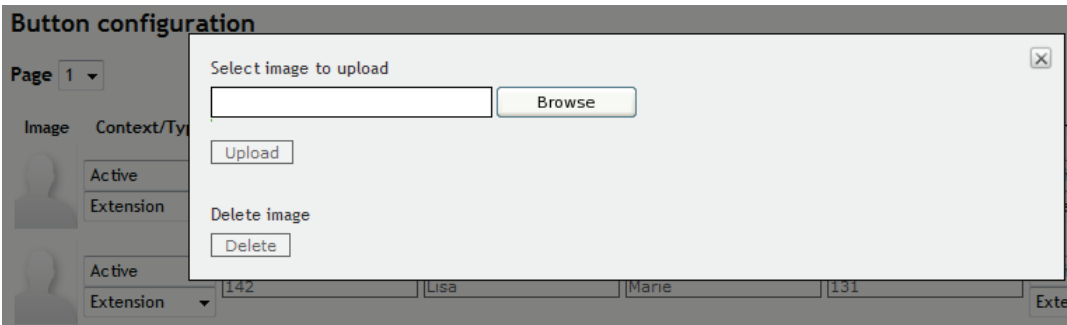 Button configuration
Page 1
Select image to upload
Browse
Image Context/Typ
Upload
Active
Extension
Delete image
Delete
Active
142 Lisa Marie 131
Extension Exte